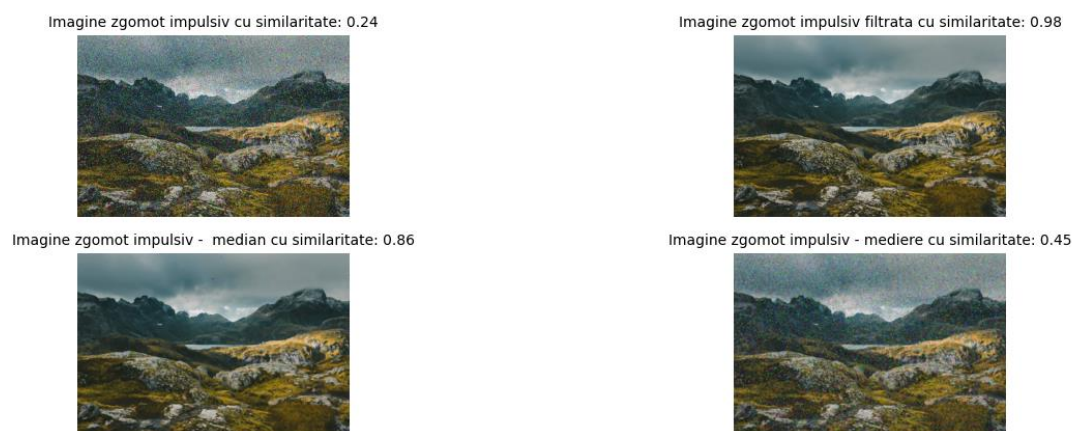 Imagine zgomot impulsiv cu similaritate: 0.24
Imagine zgomot impulsiv filtrata cu similaritate: 0.98
Imagine zgomot impulsiv -  median cu similaritate: 0.86
Imagine zgomot impulsiv - mediere cu similaritate: 0.45